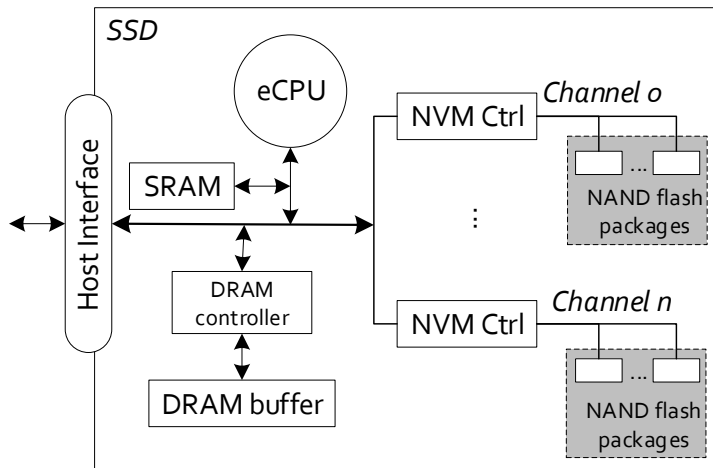 SSD
eCPU
Host Interface
SRAM
DRAM
controller
DRAM buffer
NVM Ctrl
Channel 0
...
NAND flash
packages
...
NVM Ctrl
Channel n
...
NAND flash
packages